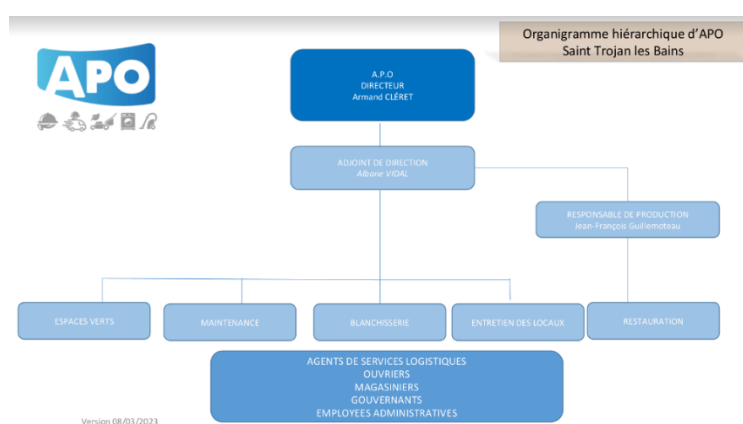 Organigramme hiérarchique d'APO
Saint Trojan les Bains
APO
A.P.O
DIRECTEUR
Armand CLÉRET
ADJOINT DE DIRECTION
Albane VIDAL
RESPONSABLE DE PRODUCTION
Jean-François Guillemoteau
ESPACES VERTS
MAINTENANCE
BLANCHISSERIE
ENTRETIEN DES LOCAUX
RESTAURATION
AGENTS DE SERVICES LOGISTIQUES
OUVRIERS
MAGASINIERS
GOUVERNANTS
EMPLOYEES ADMINISTRATIVES
Version 08/03/2023